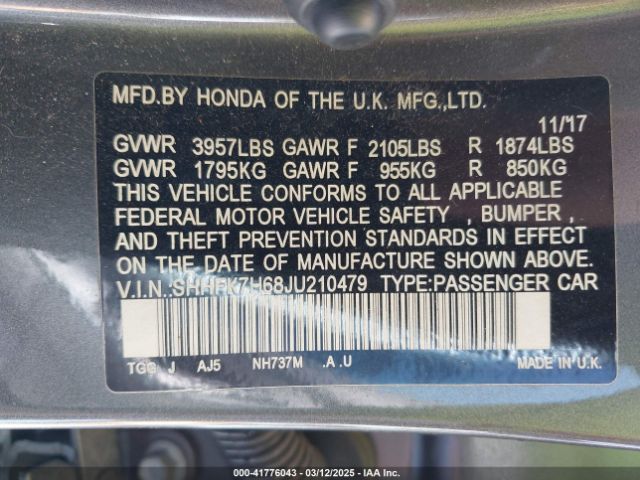 MFD.BY HONDA OF THE U.K. MFG.,LTD.
11/'17
GVWR 3957LBS GAWR F 2105LBS R 1874LBS
GVWR 1795KG GAWR F 955KG R 850KG
THIS VEHICLE CONFORMS TO ALL APPLICABLE
FEDERAL MOTOR VEHICLE SAFETY , BUMPER ,
AND THEFT PREVENTION STANDARDS IN EFFECT
ON THE DATE OF MANUFACTURE SHOWN ABOVE.
V.I.N.:SHHFK7H68JU210479 TYPE:PASSENGER CAR
TGG J AJ5 NH737M .A .U MADE IN U.K.
000-41776043 — 03/12/2025 — IAA Inc.